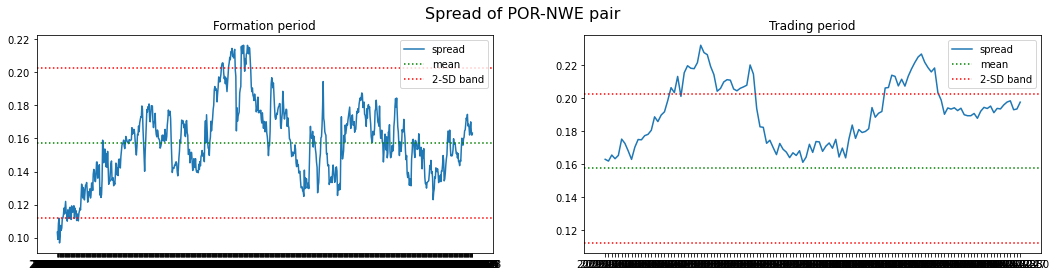 Spread of POR-NWE pair
Formation period
0.22
0.20
0.18
0.16
0.14
0.12
0.10
spread
mean
2-SD band
Trading period
0.22
0.20
0.18
0.16
0.14
0.12
spread
mean
2-SD band